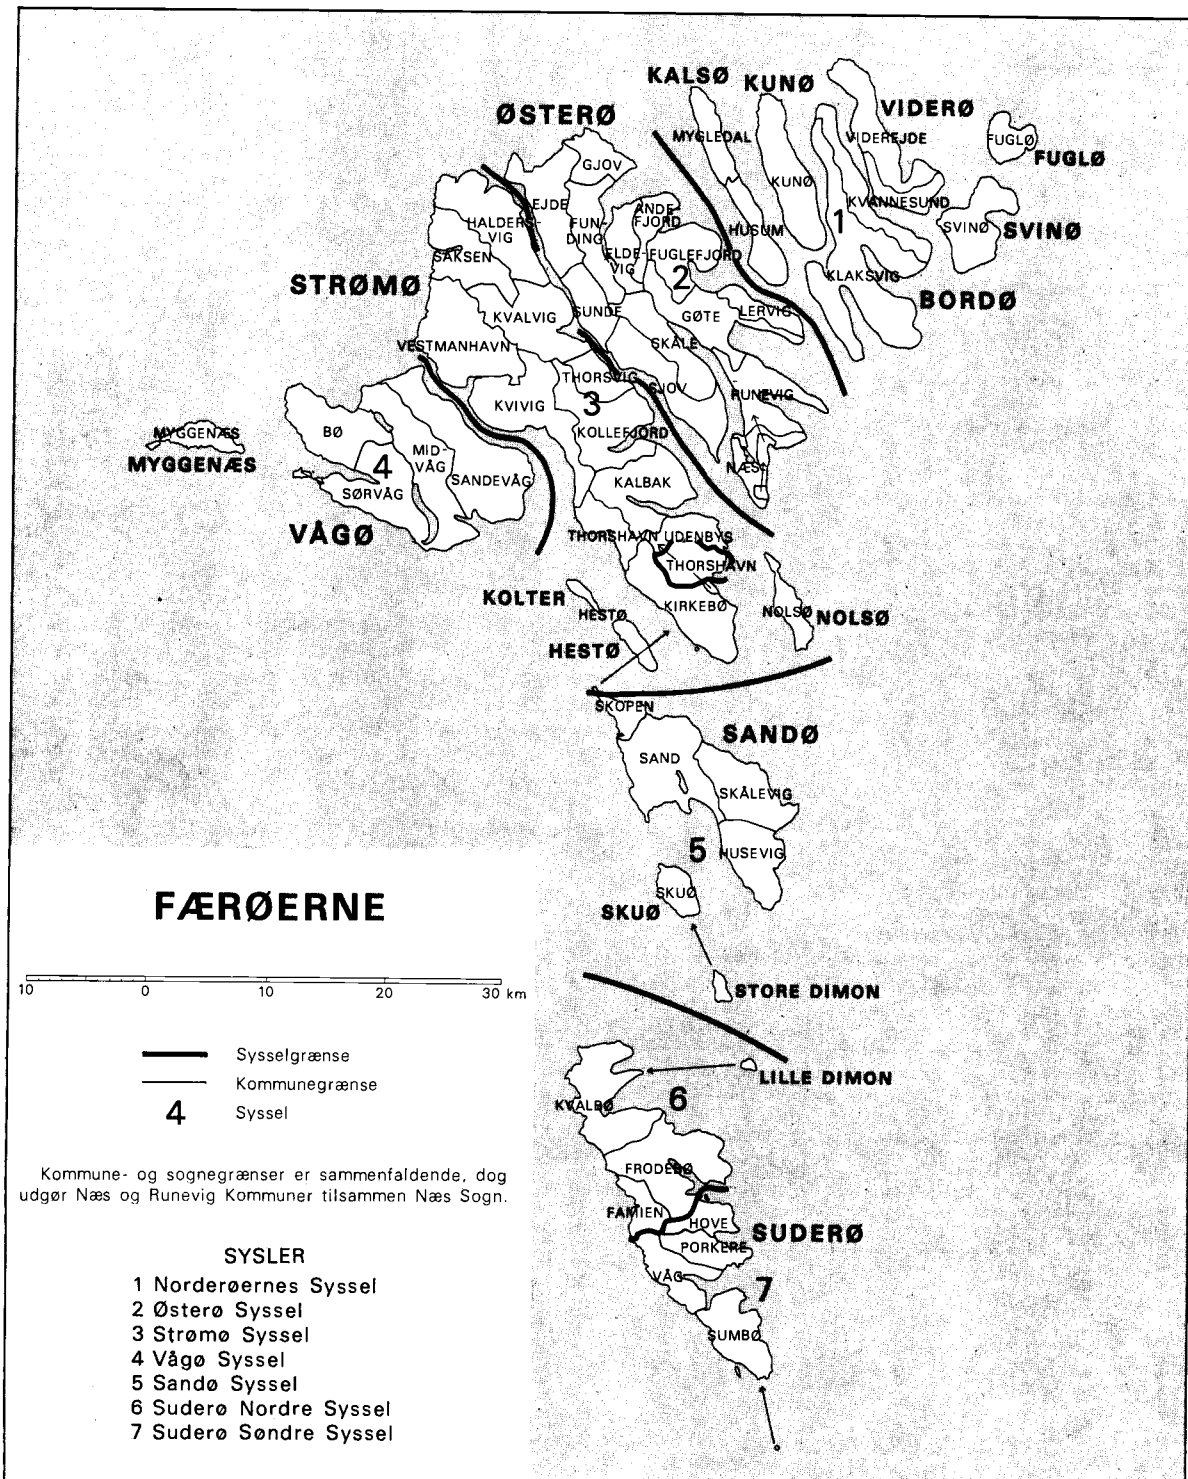 KALSØ
KUNØ
VIDERØ
ØSTERØ
MYGLEDAL
VIDEREJDE
FUGLØ
FUGLØ
GJOV
KUNØ
EJDE
HALDERS-
VIG
FUN-
DING
ANDE-
FJORD
KVANNESUND
1
HUSUM
SVINØ
SVINØ
SAKSEN
ELDE-
VIG
FUGLEFJORD
2
KLAKSVIG
BORDØ
STRØMØ
KVALVIG
SUNDE
GØTE
LERVIG
VESTMANHAVN
SKÅLE
THORSVIG
SJOV
RUNEVIG
KVIVIG
3
MYGGENÆS
MYGGENÆS
BØ
KOLLEFJORD
MID-
VÅG
4
SØRVÅG
SANDEVÅG
NÆS
KALBAK
VÅGØ
THORSHAVN UDENBYS
THORSHAVN
KOLTER
HESTØ
KIRKEBØ
NOLSØ
NOLSØ
HESTØ
SKOPEN
SANDØ
SAND
SKÅLEVIG
5
HUSEVIG
SKUØ
SKUØ
FÆRØERNE
STORE DIMON
10 0 10 20 30 km
Sysselgrænse
Kommunegrænse
4 Syssel
LILLE DIMON
6
KVALBØ
Kommune- og sognegrænser er sammenfaldende, dog
udgør Næs og Runevig Kommuner tilsammen Næs Sogn.
FRODEBØ
FAMIEN
HOVE
SUDERØ
PORKERE
VÅG
7
SUMBØ
SYSLER
1 Norderøernes Syssel
2 Østerø Syssel
3 Strømø Syssel
4 Vågø Syssel
5 Sandø Syssel
6 Suderø Nordre Syssel
7 Suderø Søndre Syssel